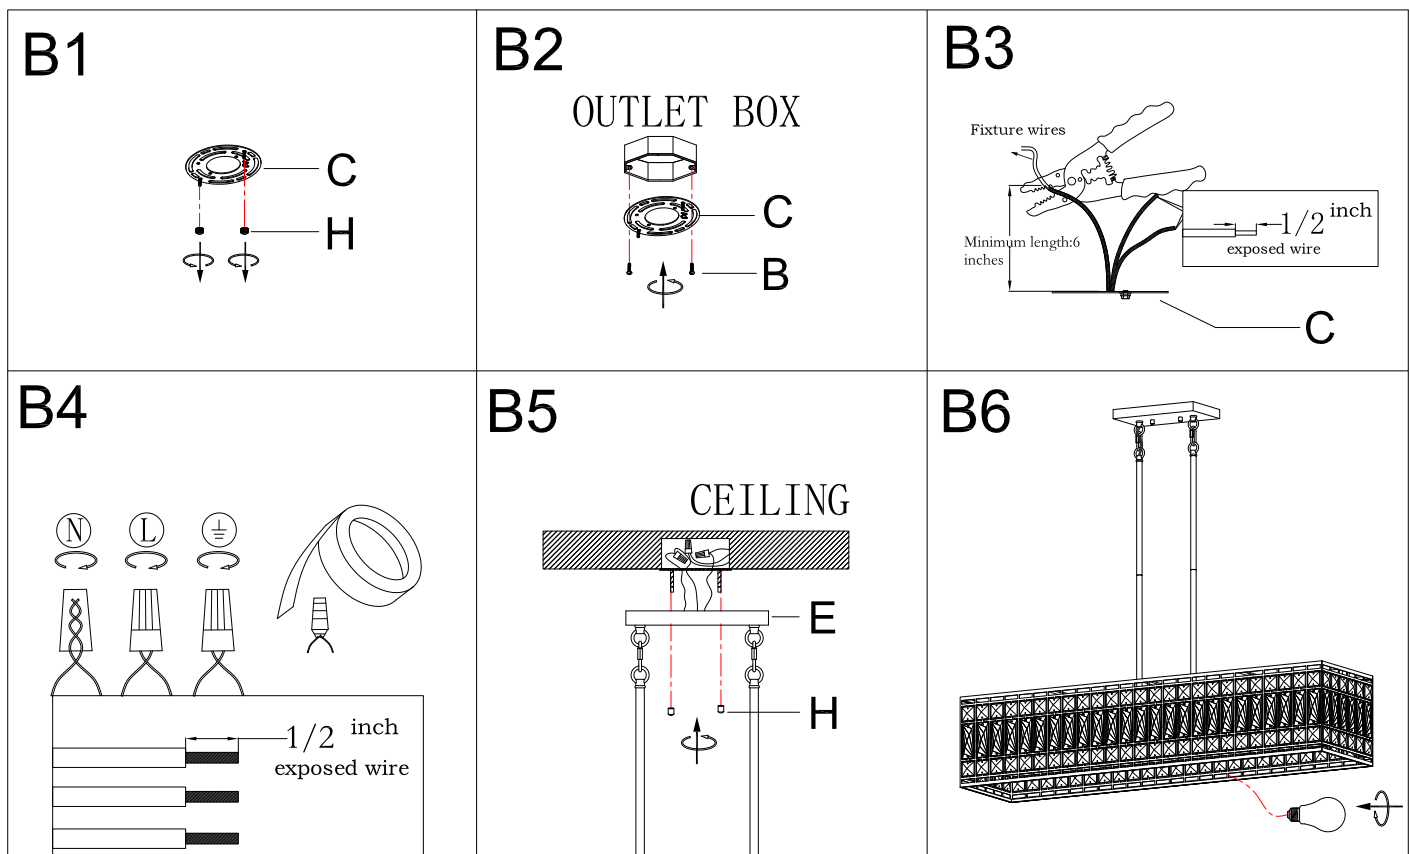 B1
C
H
B2
OUTLET BOX
C
B
B3
Fixture wires
1/2 inch
exposed wire
Minimum length:6
inches
C
B4
N L
1/2 inch
exposed wire
B5
CEILING
E
H
B6